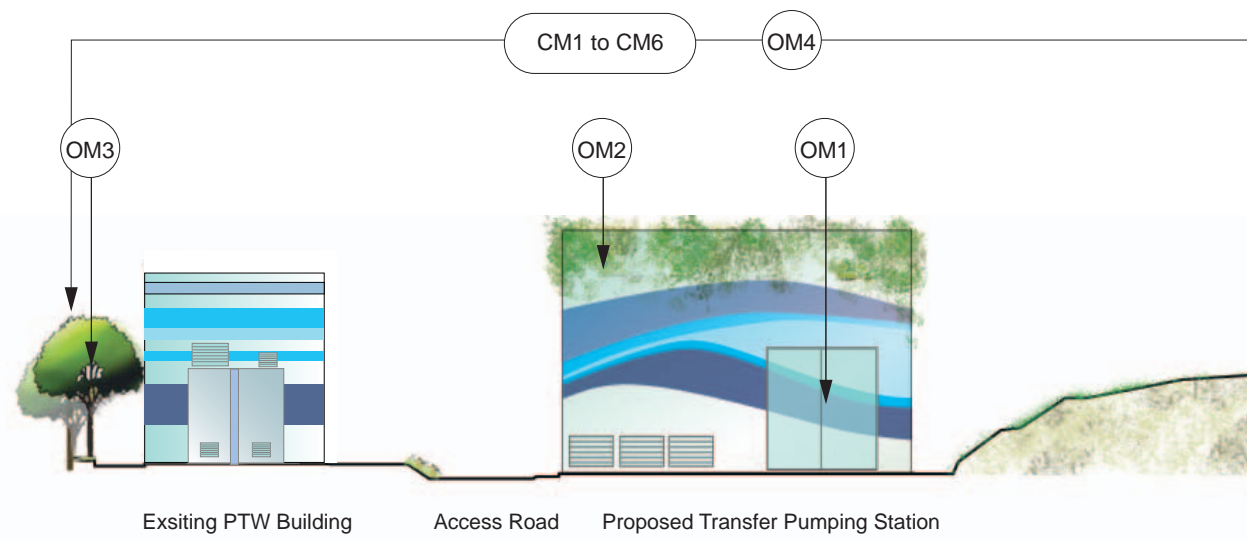 CM1 to CM6
OM4
OM3
OM2
OM1
Exsiting PTW Building
Access Road
Proposed Transfer Pumping Station